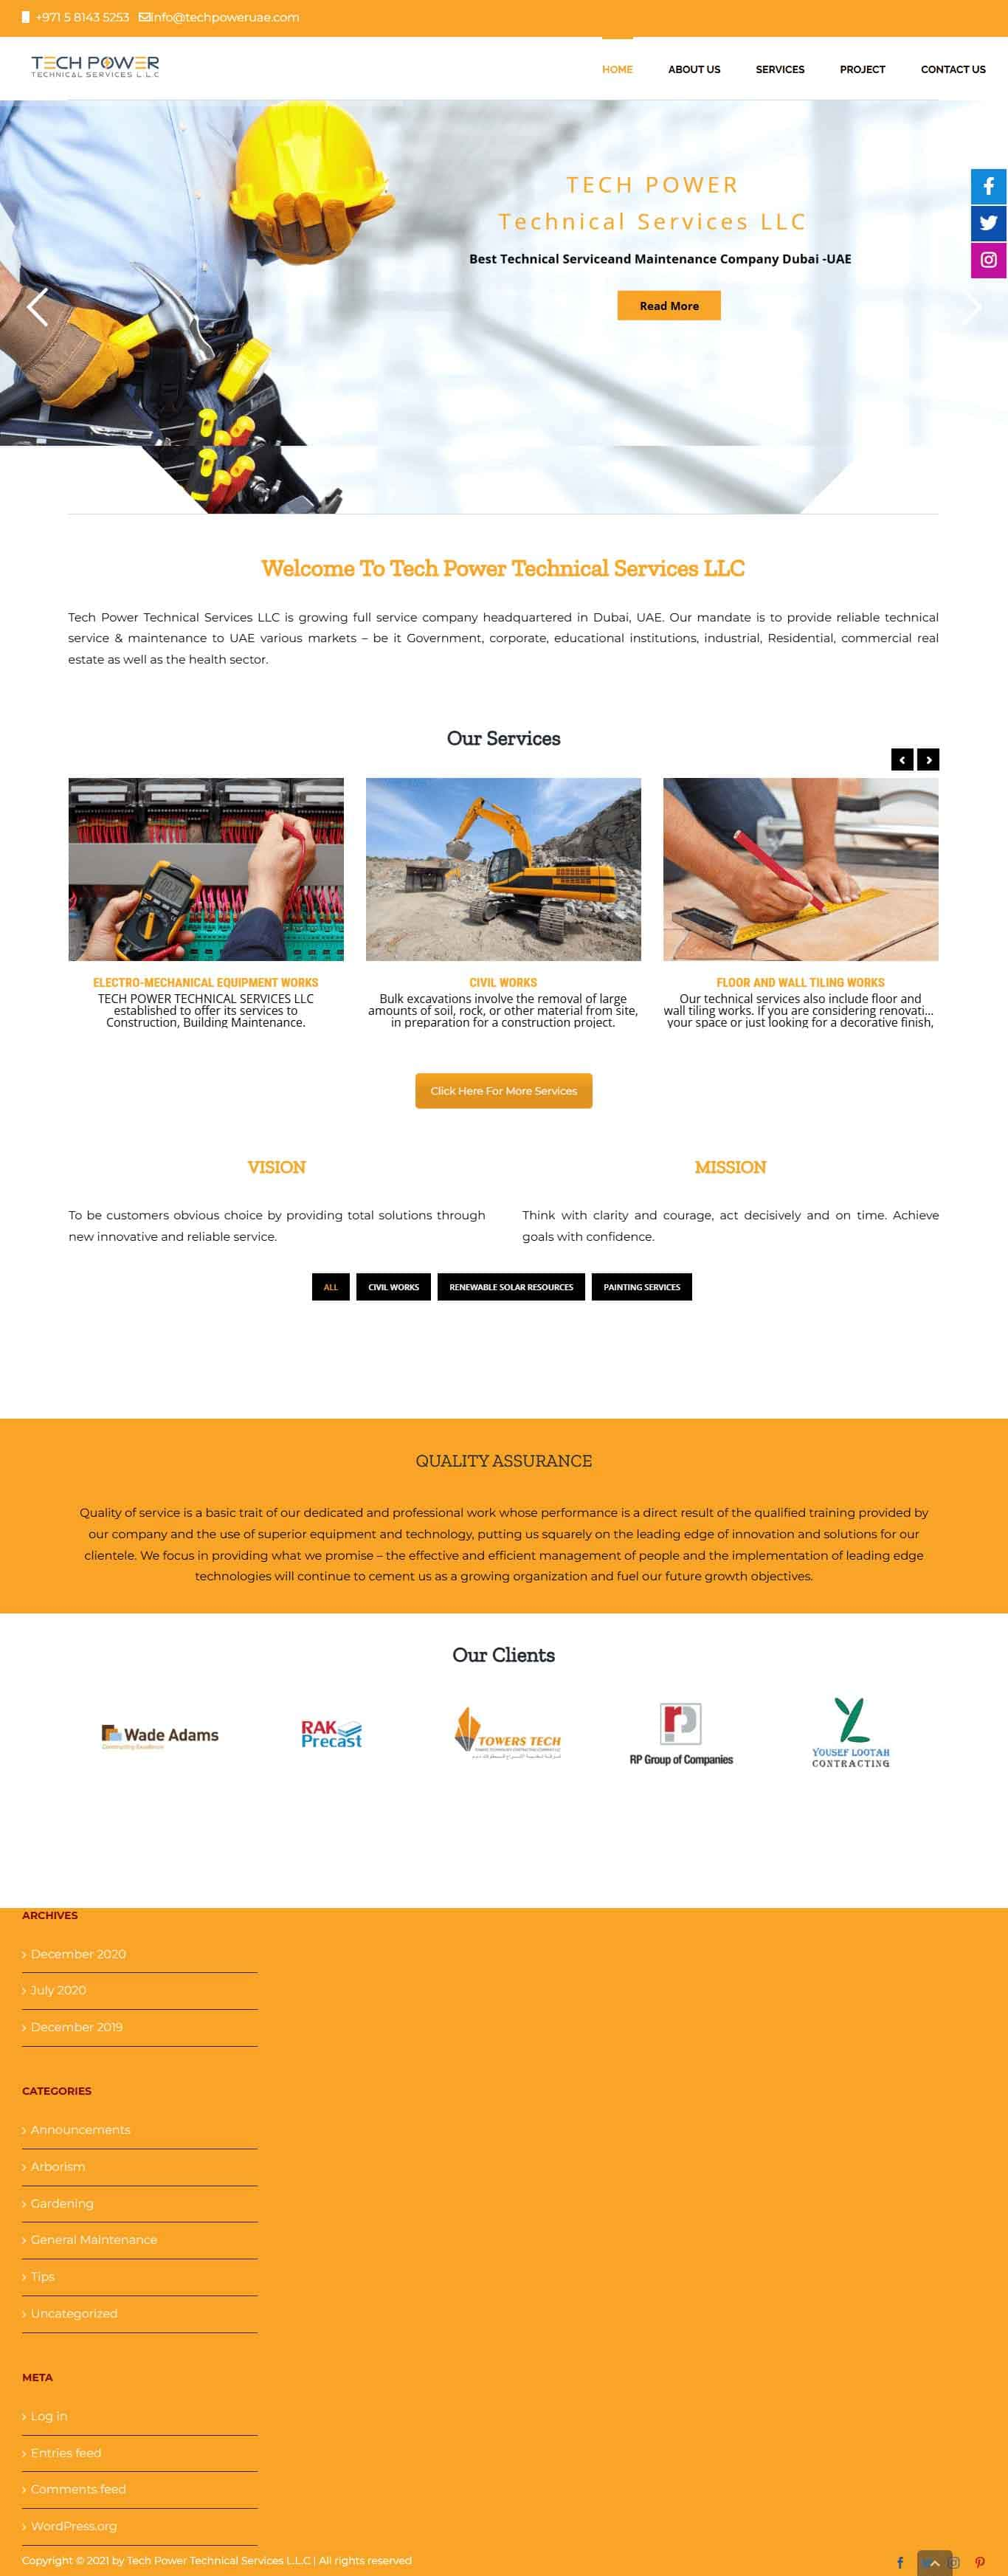 +971 5 8143 5253 info@techpoweruae.com
TECH POWER
TECHNICAL SERVICES L.L.C
HOME ABOUT US SERVICES PROJECT CONTACT US
TECH POWER
Technical Services LLC
Best Technical Serviceand Maintenance Company Dubai -UAE
Read More
Welcome To Tech Power Technical Services LLC
Tech Power Technical Services LLC is growing full service company headquartered in Dubai, UAE. Our mandate is to provide reliable technical
service & maintenance to UAE various markets – be it Government, corporate, educational institutions, industrial, Residential, commercial real
estate as well as the health sector.
Our Services
ELECTRO-MECHANICAL EQUIPMENT WORKS
TECH POWER TECHNICAL SERVICES LLC
established to offer its services to
Construction, Building Maintenance.
CIVIL WORKS
Bulk excavations involve the removal of large
amounts of soil, rock, or other material from site,
in preparation for a construction project.
FLOOR AND WALL TILING WORKS
Our technical services also include floor and
wall tiling works. If you are considering renovati...
your space or just looking for a decorative finish,
Click Here For More Services
VISION
To be customers obvious choice by providing total solutions through
new innovative and reliable service.
MISSION
Think with clarity and courage, act decisively and on time. Achieve
goals with confidence.
ALL CIVIL WORKS RENEWABLE SOLAR RESOURCES PAINTING SERVICES
QUALITY ASSURANCE
Quality of service is a basic trait of our dedicated and professional work whose performance is a direct result of the qualified training provided by
our company and the use of superior equipment and technology, putting us squarely on the leading edge of innovation and solutions for our
clientele. We focus in providing what we promise – the effective and efficient management of people and the implementation of leading edge
technologies will continue to cement us as a growing organization and fuel our future growth objectives.
Our Clients
Wade Adams
Constructing Excellence
RAK
Precast
TOWERS TECH
RP Group of Companies
YOUSEF LOOTAH
CONTRACTING
ARCHIVES
December 2020
July 2020
December 2019
CATEGORIES
Announcements
Arborism
Gardening
General Maintenance
Tips
Uncategorized
META
Log in
Entries feed
Comments feed
WordPress.org
Copyright © 2021 by Tech Power Technical Services L.L.C | All rights reserved